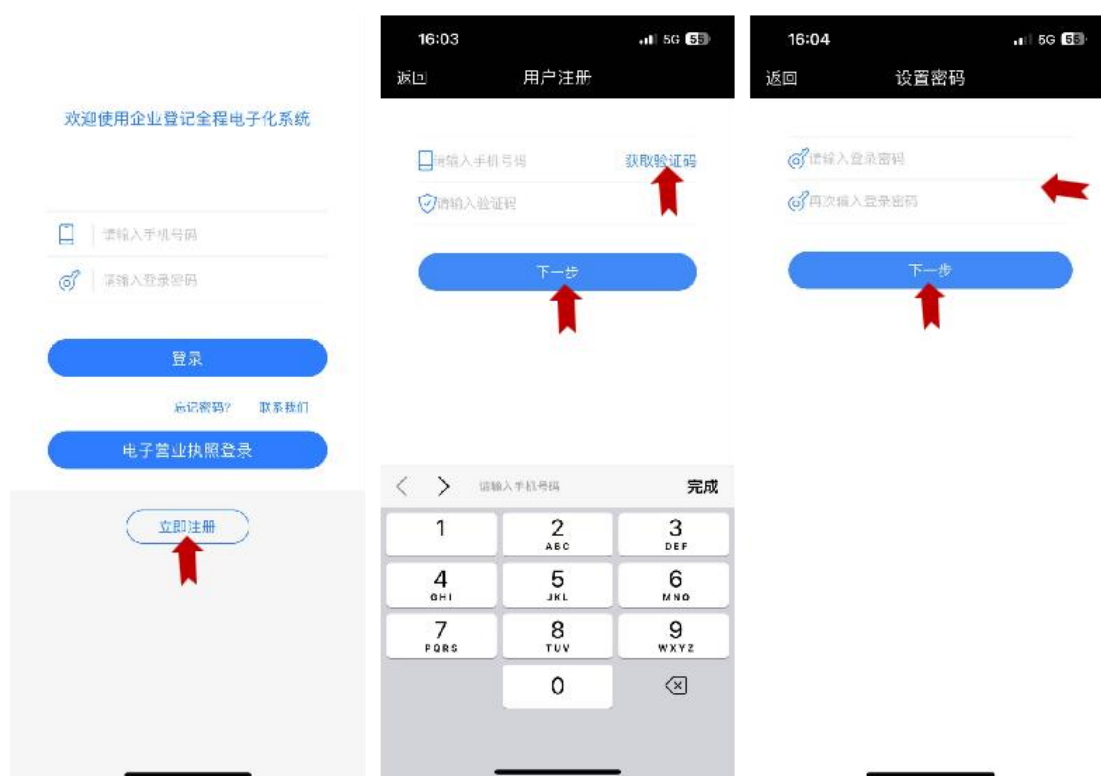 欢迎使用企业登记全程电子化系统
请输入手机号码
请输入登录密码
登录
忘记密码? 联系我们
电子营业执照登录
立即注册
16:03 5G 55
返回 用户注册
请输入手机号码 获取验证码
请输入验证码
下一步
请输入手机号码 完成
1 2 3
ABC DEF
4 5 6
GHI JKL MNO
7 8 9
PQRS TUV WXYZ
0
16:04 5G 55
返回 设置密码
请输入登录密码
再次输入登录密码
下一步